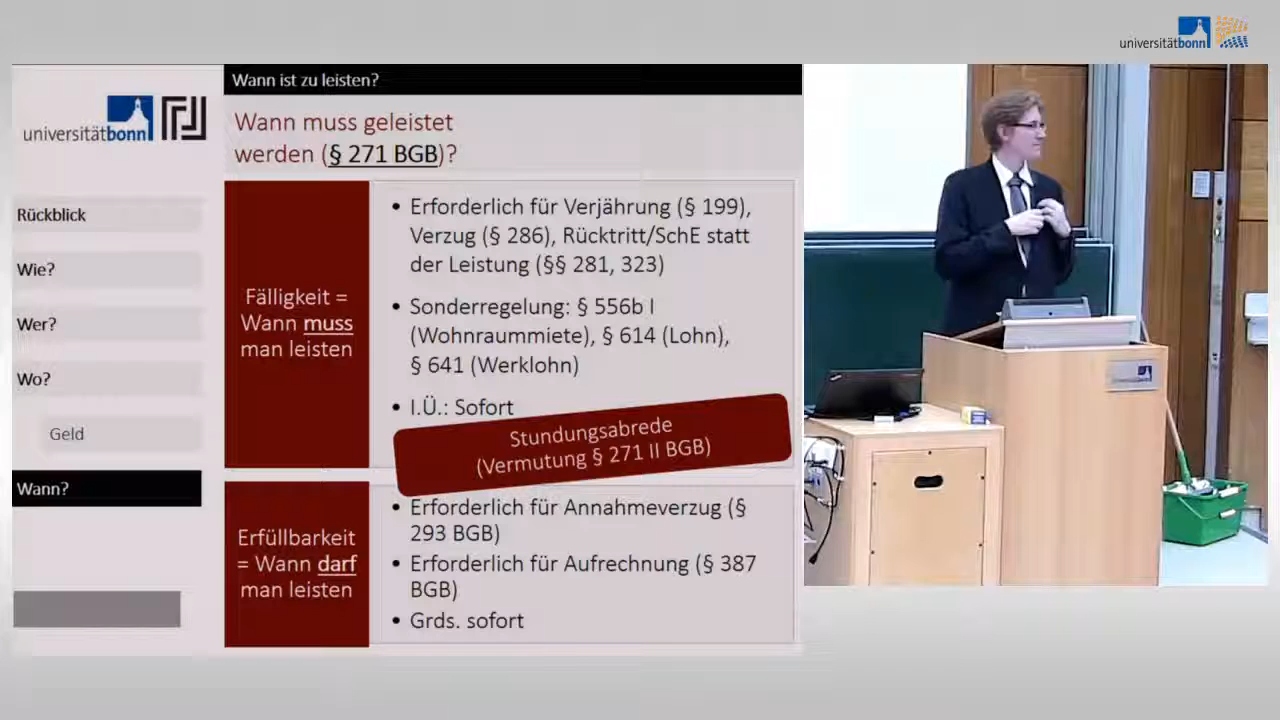 universitätbonn
Wann ist zu leisten?
universitätbonn
Wann muss geleistet
werden (§ 271 BGB)?
Rückblick
Wie?
Wer?
Wo?
Geld
Wann?
Fälligkeit =
Wann muss
man leisten
• Erforderlich für Verjährung (§ 199),
Verzug (§ 286), Rücktritt/SchE statt
der Leistung (§§ 281, 323)
• Sonderregelung: § 556b I
(Wohnraummiete), § 614 (Lohn),
§ 641 (Werklohn)
• I.Ü.: Sofort
Stundungsabrede
(Vermutung § 271 II BGB)
Erfüllbarkeit
= Wann darf
man leisten
• Erforderlich für Annahmeverzug (§
293 BGB)
• Erforderlich für Aufrechnung (§ 387
BGB)
• Grds. sofort
universitätbonn